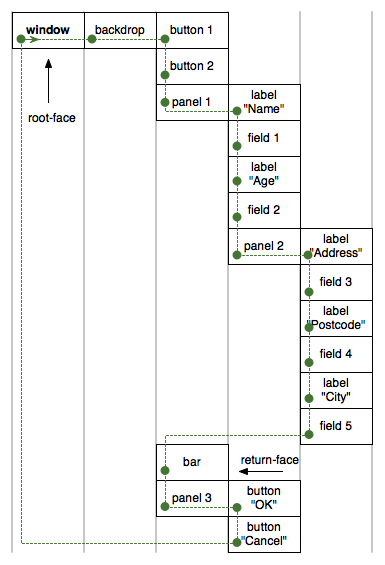 window
backdrop
button 1
root-face
button 2
panel 1
label
"Name"
field 1
label
"Age"
field 2
panel 2
label
"Address"
field 3
label
"Postcode"
field 4
label
"City"
field 5
bar
return-face
panel 3
button
"OK"
button
"Cancel"